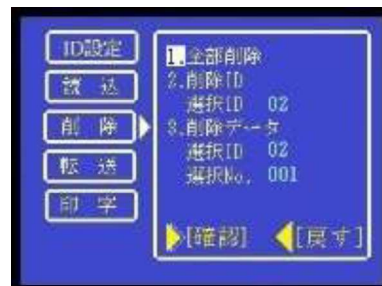 ID設定
読 込
削 除
転 送
印 字
1.全部削除
2.削除ID
選択ID 02
3.削除データ
選択ID 02
選択No. 001
[確認] [戻す]